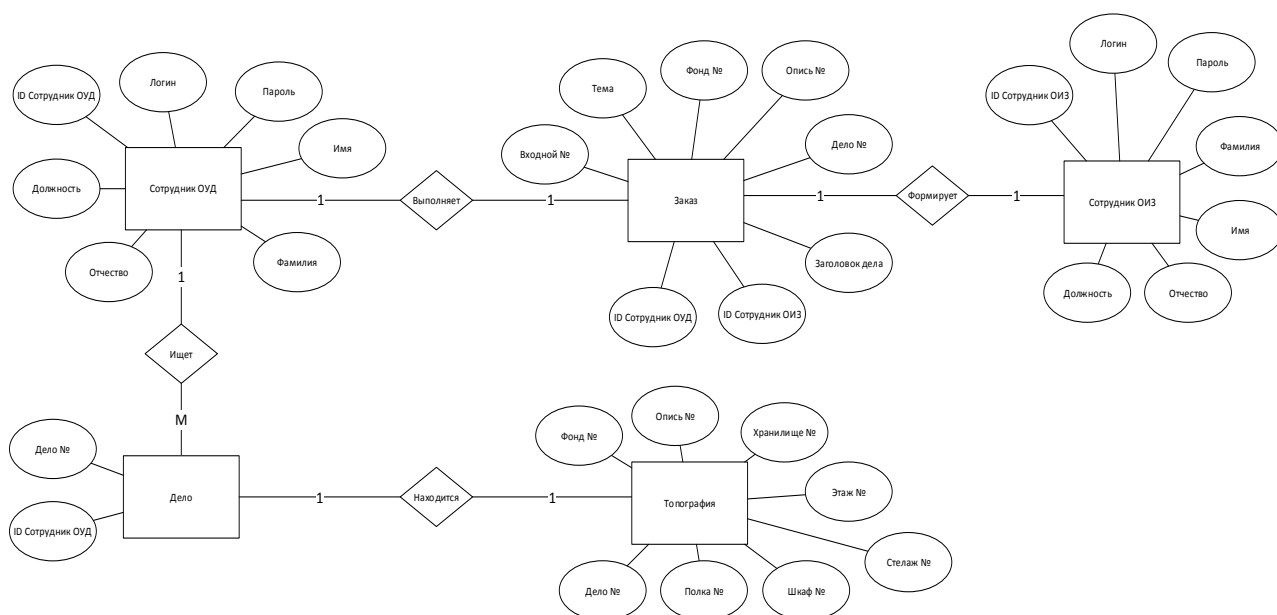 Логин
ID Сотрудник ОУД
Пароль
Имя
Должность
Сотрудник ОУД
Отчество
Фамилия
1
Выполняет
1
Тема
Фонд №
Опись №
Входной №
Дело №
Заказ
Заголовок дела
ID Сотрудник ОУД
ID Сотрудник ОИЗ
1
Формирует
1
Логин
Пароль
ID Сотрудник ОИЗ
Фамилия
Сотрудник ОИЗ
Имя
Должность
Отчество
1
Ищет
М
Дело №
Дело
ID Сотрудник ОУД
1
Находится
1
Фонд №
Опись №
Хранилище №
Этаж №
Топография
Стелаж №
Дело №
Полка №
Шкаф №